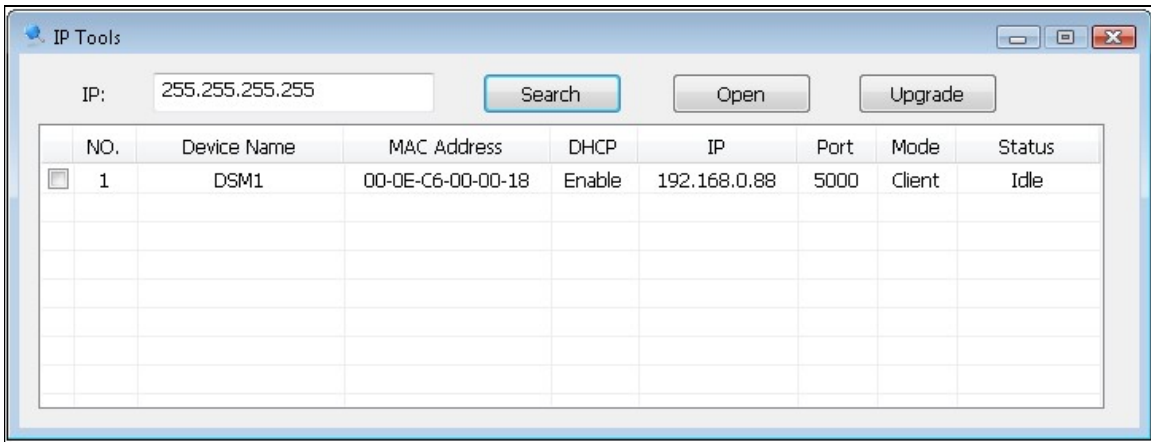 IP Tools
IP: 255.255.255.255 Search Open Upgrade
NO. Device Name MAC Address DHCP IP Port Mode Status
1 DSM1 00-0E-C6-00-00-18 Enable 192.168.0.88 5000 Client Idle